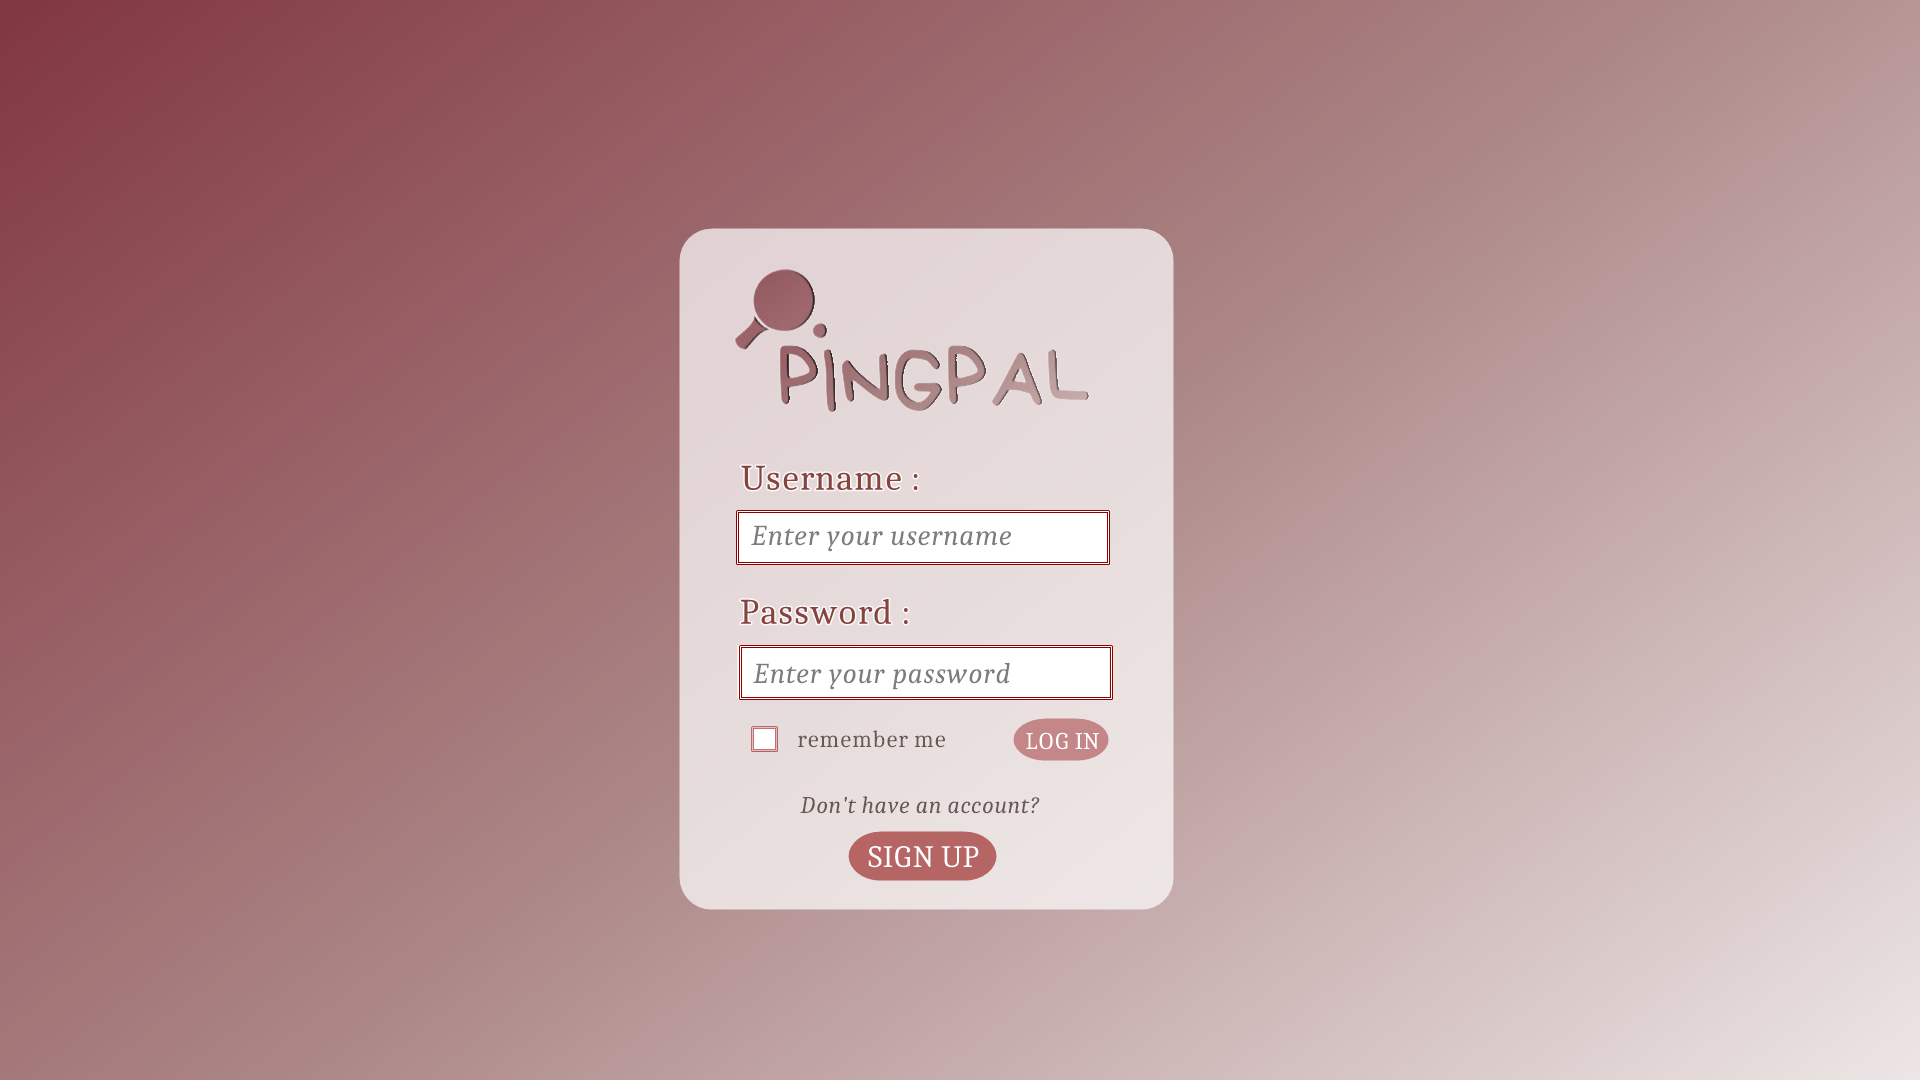 PINGPAL
Username :
Enter your username
Password :
Enter your password
remember me
LOG IN
Don't have an account?
SIGN UP